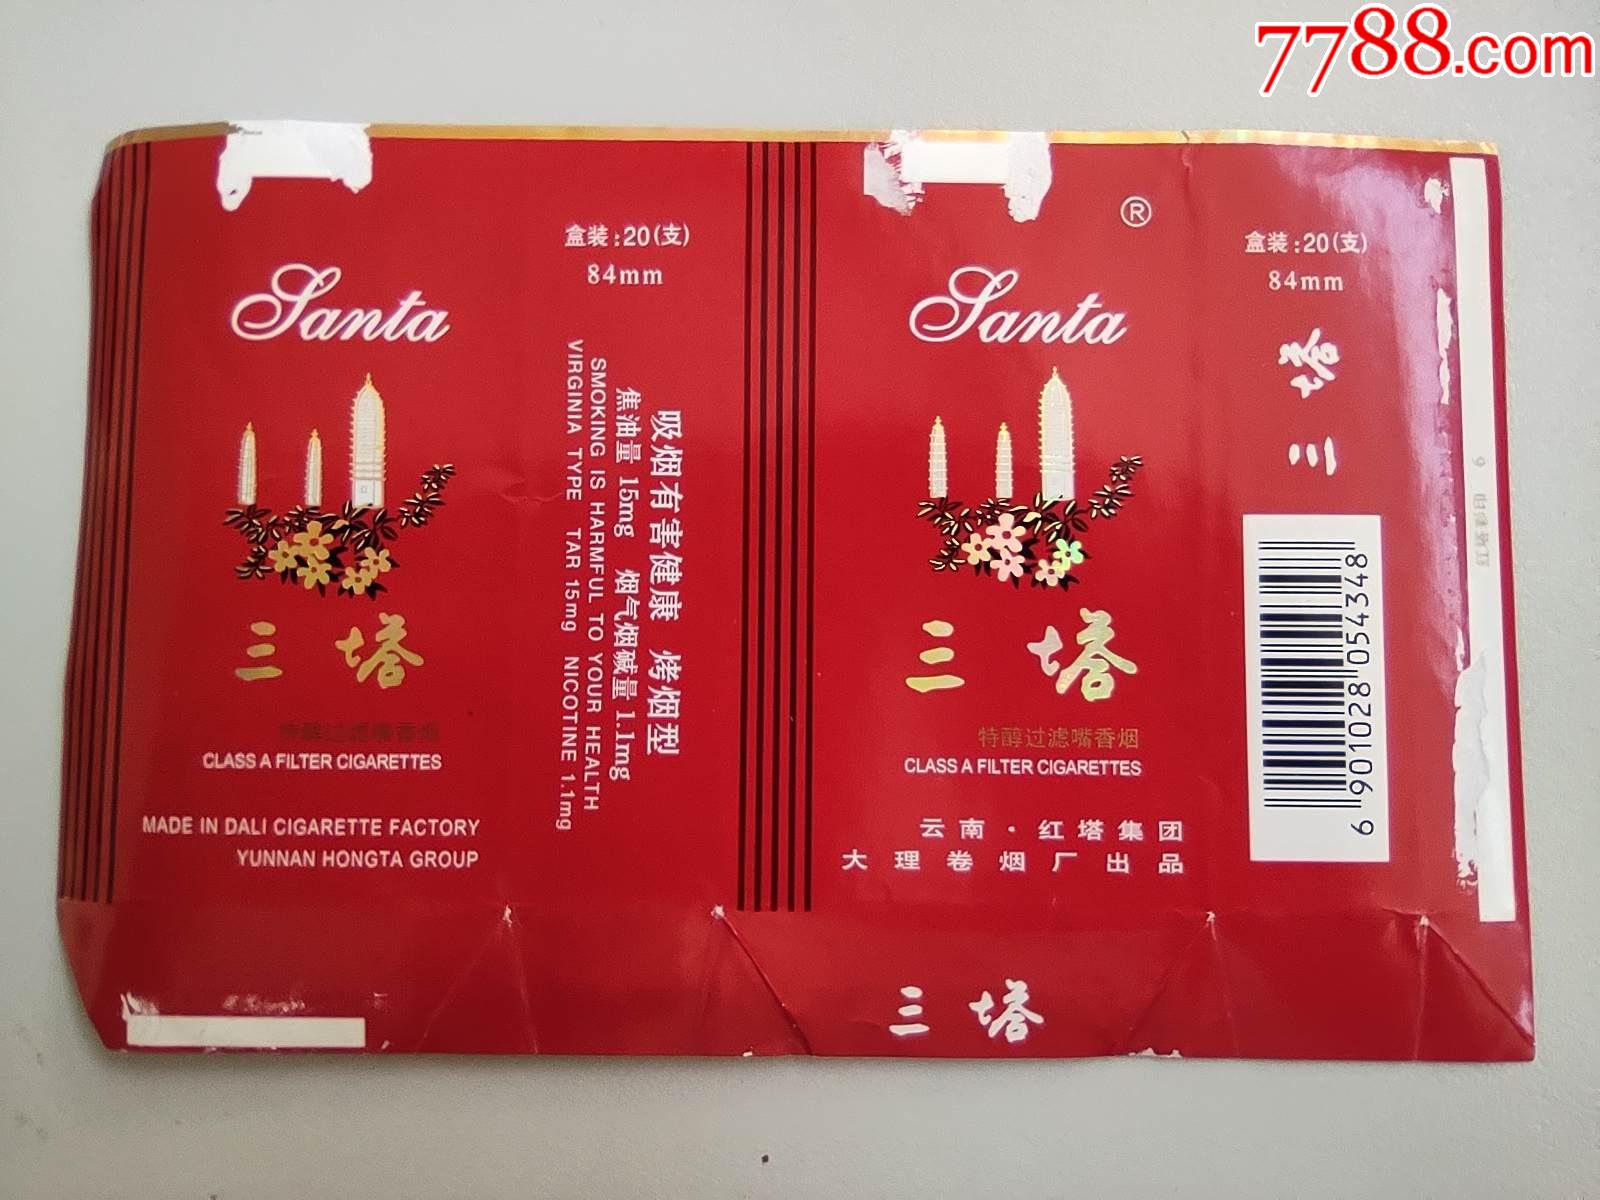 7788.com
Santa
三塔
特醇过滤嘴香烟
CLASS A FILTER CIGARETTES
MADE IN DALI CIGARETTE FACTORY
YUNNAN HONGTA GROUP
盒装:20(支)
84mm
吸烟有害健康 烤烟型
焦油量 15mg 烟气烟碱量 1.1mg
SMOKING IS HARMFUL TO YOUR HEALTH
VIRGINIA TYPE TAR 15mg NICOTINE 1.1mg
®
Santa
三塔
特醇过滤嘴香烟
CLASS A FILTER CIGARETTES
云南·红塔集团
大理卷烟厂出品
盒装:20(支)
84mm
三塔
6 901028 054348
三塔